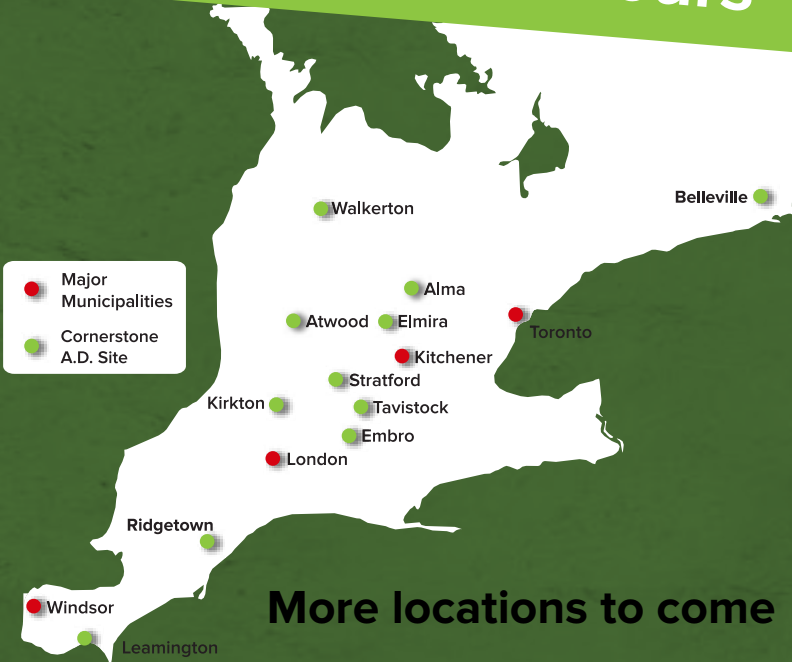 Walkerton
Belleville
Major
Municipalities
Alma
Atwood
Elmira
Toronto
Cornerstone
A.D. Site
Kitchener
Stratford
Kirkton
Tavistock
Embro
London
Ridgetown
Windsor
More locations to come
Leamington